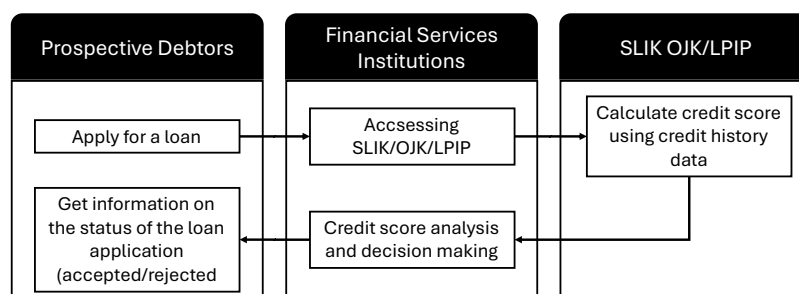 Prospective Debtors
Financial Services
Institutions
SLIK OJK/LPIP
Apply for a loan
Accsessing
SLIK/OJK/LPIP
Calculate credit score
using credit history
data
Get information on
the status of the loan
application
(accepted/rejected
Credit score analysis
and decision making